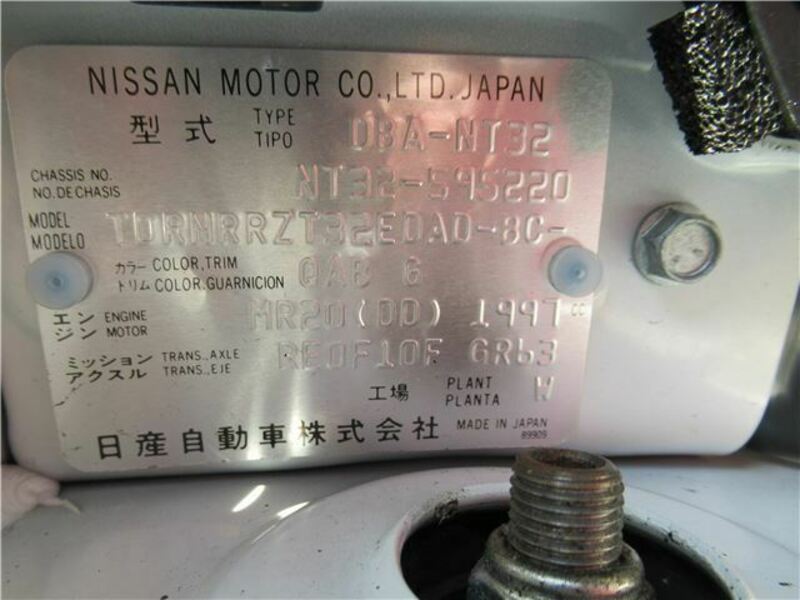 NISSAN MOTOR CO.,LTD.JAPAN
型式 TYPE TIPO DBA-NT32
CHASSIS NO. NO.DE CHASIS NT32-595220
MODEL MODELO TDRNRRZT32EDAD-8C-
カラー COLOR,TRIM トリム COLOR.GUARNICION QAB G
エンジン ENGINE MOTOR MR20(DD) 1997 cc
ミッション アクスル TRANS.,AXLE TRANS.,EJE RE0F10F GR63
工場 PLANT PLANTA W
日産自動車株式会社 MADE IN JAPAN 89909